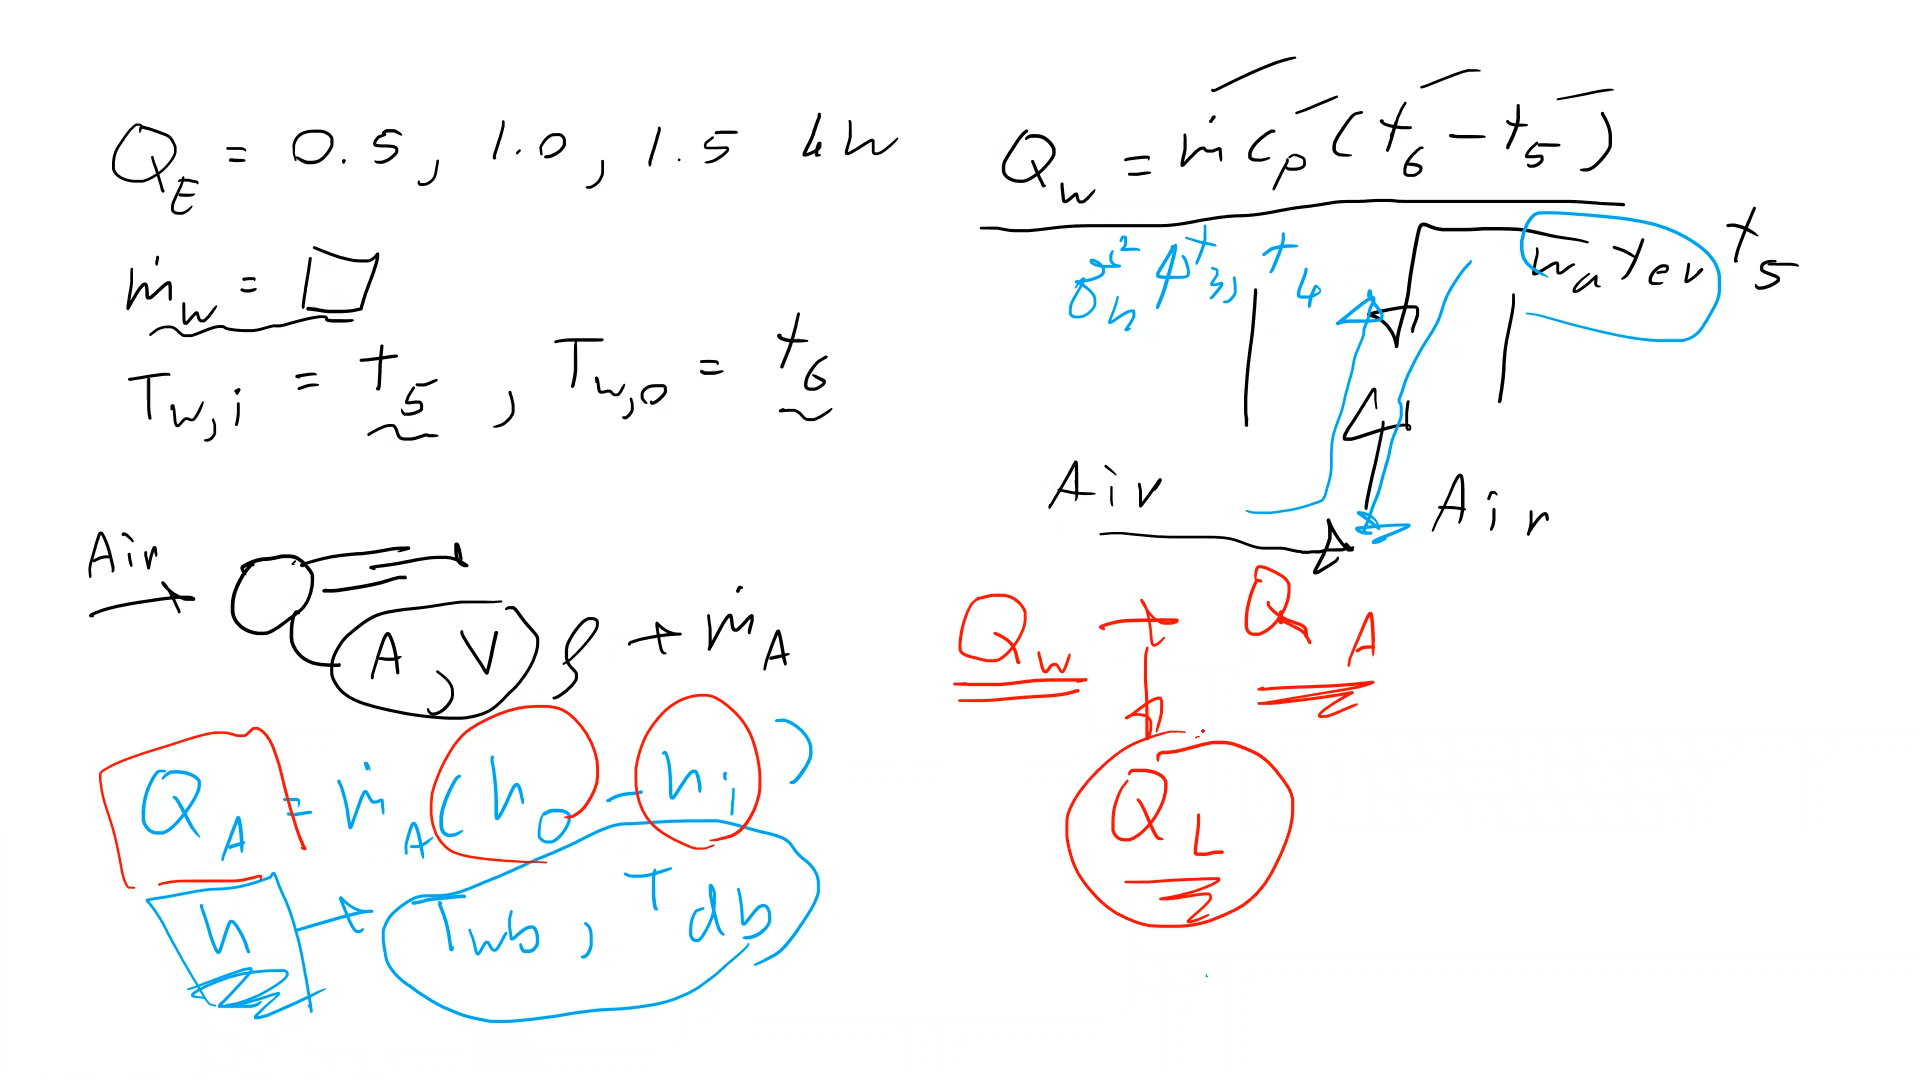 Q_E = 0.5, 1.0, 1.5 kW
ṁ_w = □
T_w,i = t_5 , T_w,o = t_6
Air
A, V ρ → ṁ_A
Q_A = ṁ_A (h_o - h_i)
h → T_wb, T_db
Q_w = ṁ c_p (t_6 - t_5)
t_3, t_4
water t_5
Air
Air
Q_w → Q_A
Q_L